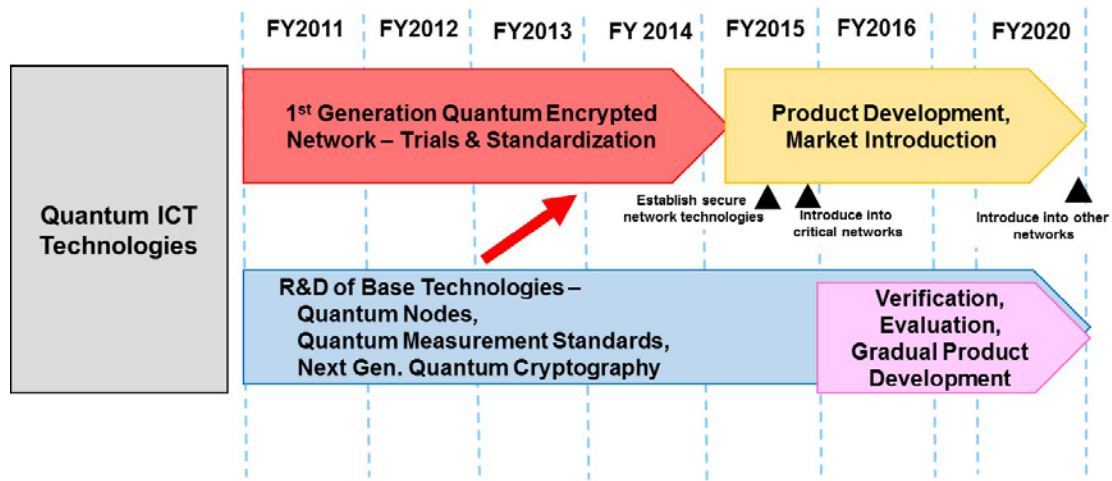 FY2011 FY2012 FY2013 FY 2014 FY2015 FY2016 FY2020
Quantum ICT
Technologies
1st Generation Quantum Encrypted
Network – Trials & Standardization
Product Development,
Market Introduction
Establish secure
network technologies
Introduce into
critical networks
Introduce into other
networks
R&D of Base Technologies –
Quantum Nodes,
Quantum Measurement Standards,
Next Gen. Quantum Cryptography
Verification,
Evaluation,
Gradual Product
Development